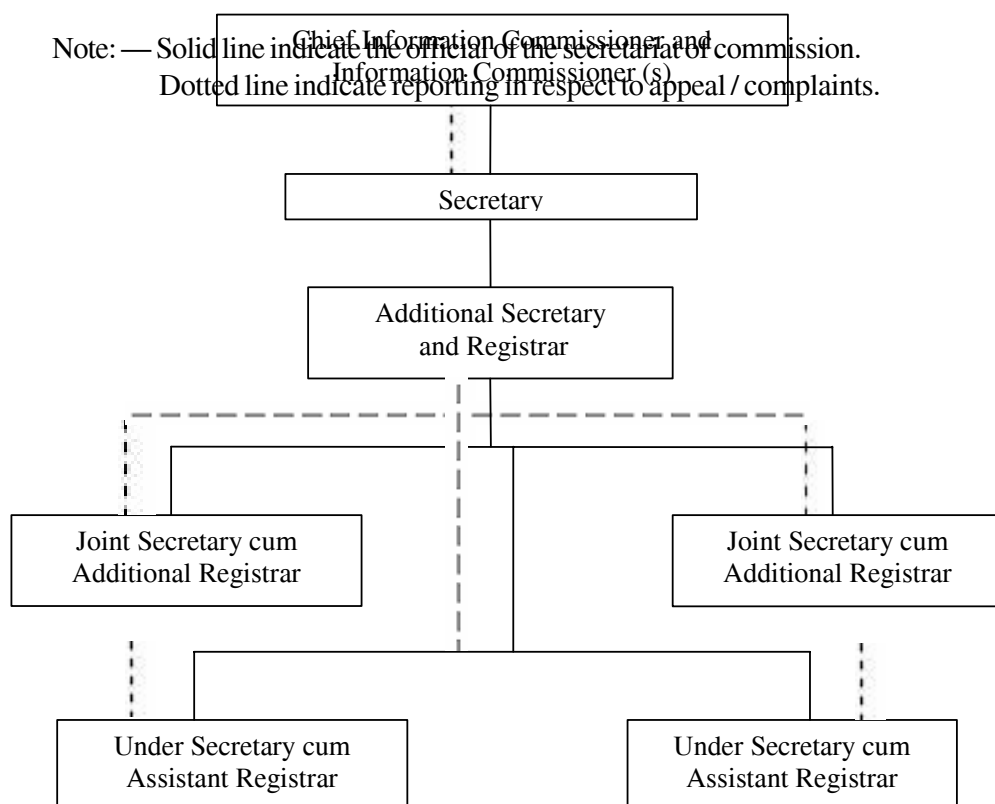 Chief Information Commissioner and
Information Commissioner (s)
Note: — Solid line indicate the official of the secretariat of commission.
Dotted line indicate reporting in respect to appeal / complaints.
Secretary
Additional Secretary
and Registrar
Joint Secretary cum
Additional Registrar
Joint Secretary cum
Additional Registrar
Under Secretary cum
Assistant Registrar
Under Secretary cum
Assistant Registrar